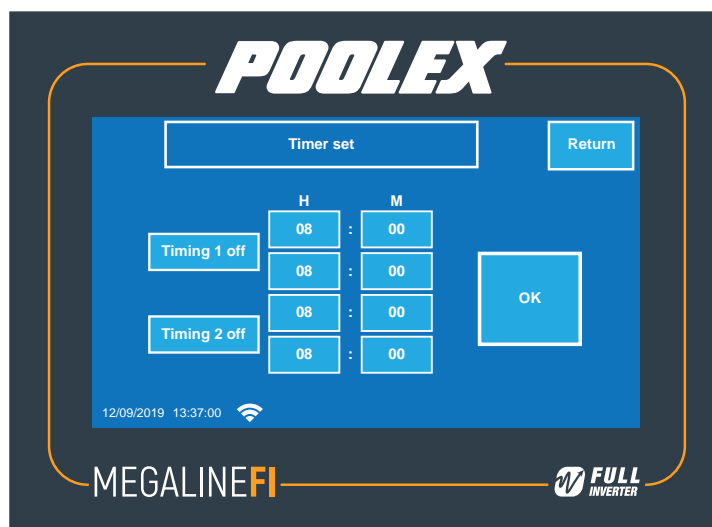 POOLEX
Timer set
Return
H M
08 : 00
Timing 1 off
08 : 00
08 : 00
Timing 2 off
08 : 00
OK
12/09/2019 13:37:00
MEGALINEFI
FULL
INVERTER